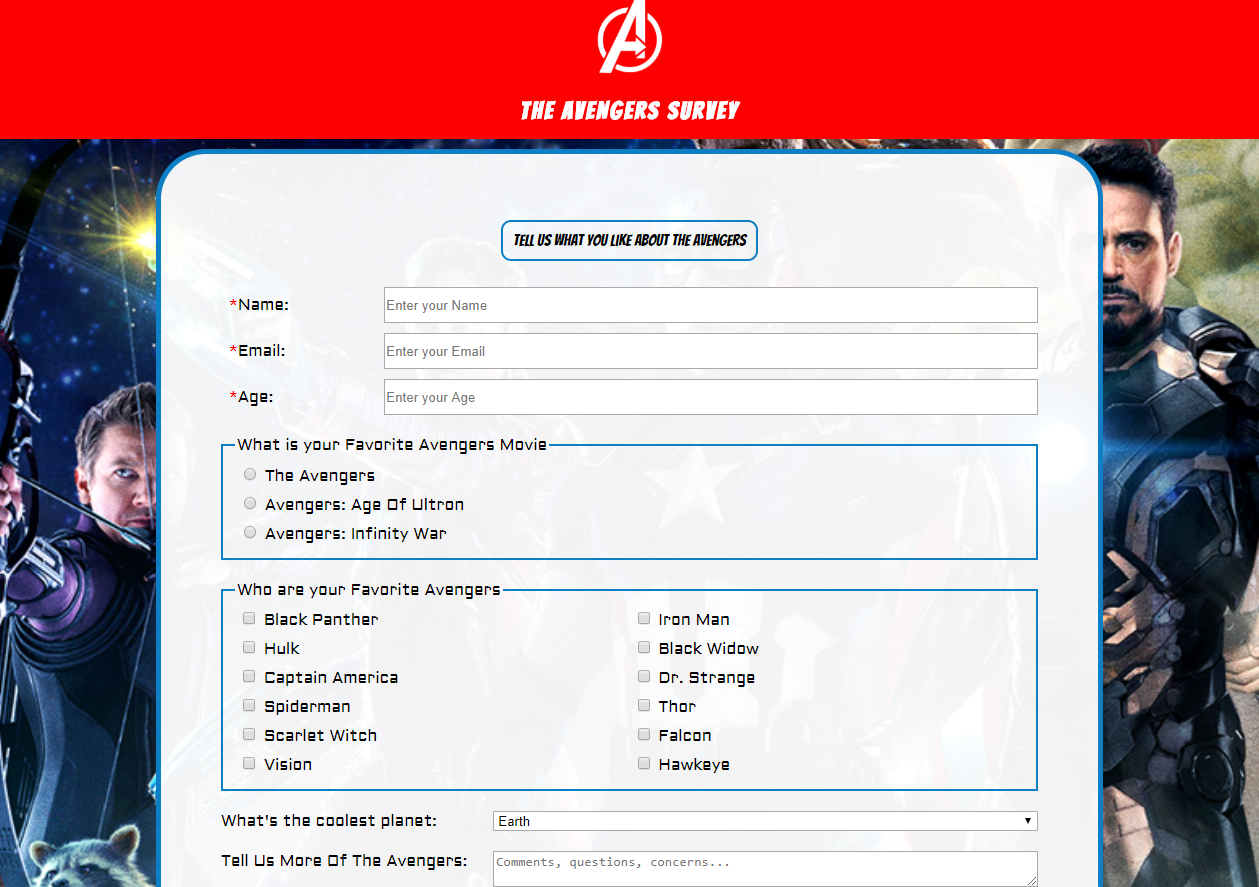 THE AVENGERS SURVEY
TELL US WHAT YOU LIKE ABOUT THE AVENGERS
*Name:
Enter your Name
*Email:
Enter your Email
*Age:
Enter your Age
What is your Favorite Avengers Movie
The Avengers
Avengers: Age Of Ultron
Avengers: Infinity War
Who are your Favorite Avengers
Black Panther
Iron Man
Hulk
Black Widow
Captain America
Dr. Strange
Spiderman
Thor
Scarlet Witch
Falcon
Vision
Hawkeye
What's the coolest planet:
Earth
Tell Us More Of The Avengers:
Comments, questions, concerns...